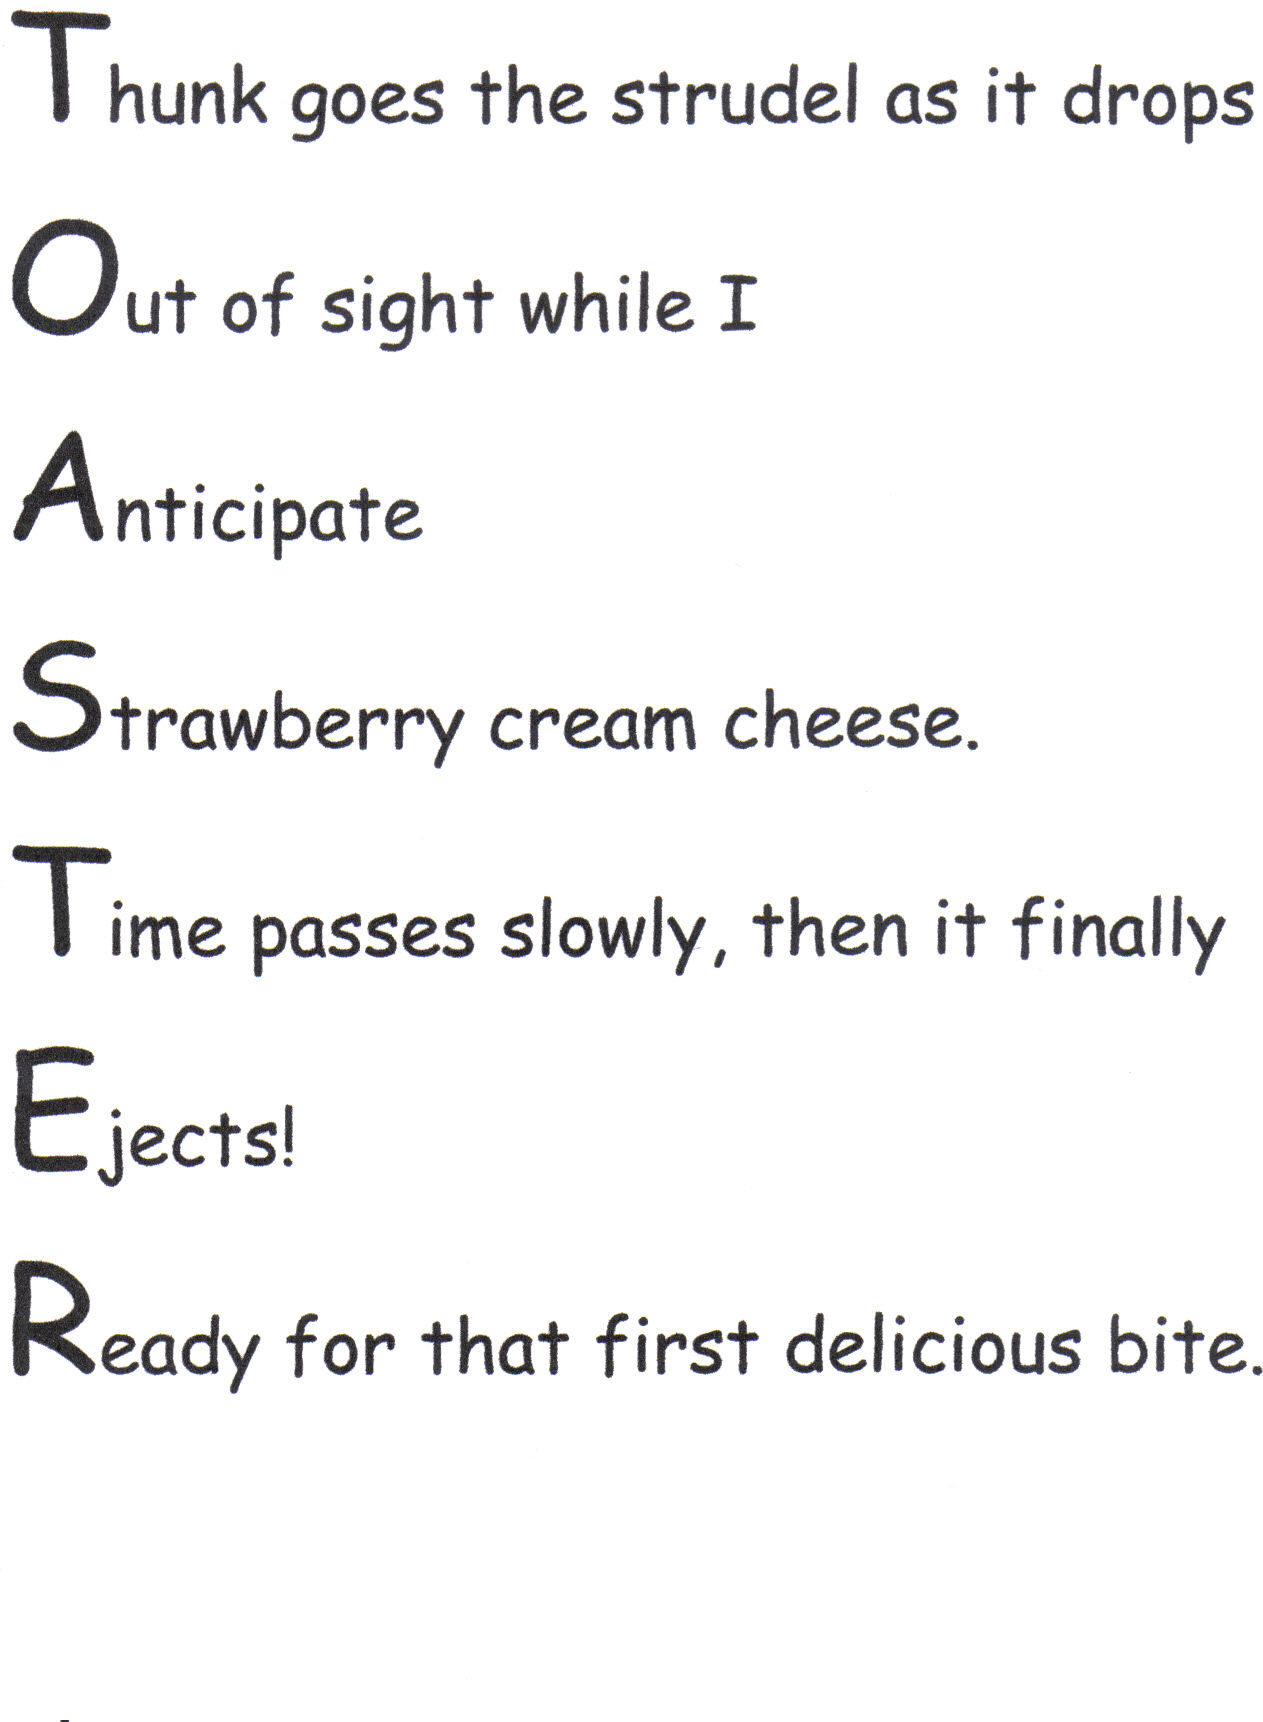 Thunk goes the strudel as it drops
Out of sight while I
Anticipate
Strawberry cream cheese.
Time passes slowly, then it finally
Ejects!
Ready for that first delicious bite.